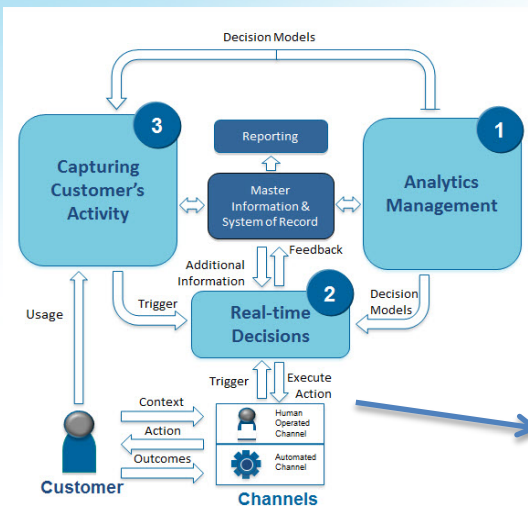 Decision Models
3
1
Reporting
Capturing
Customer's
Activity
Master
Information &
System of Record
Analytics
Management
Feedback
Additional
Information
2
Usage
Trigger
Real-time
Decisions
Decision
Models
Trigger
Execute
Action
Context
Human
Operated
Channel
Action
Automated
Channel
Outcomes
Customer
Channels